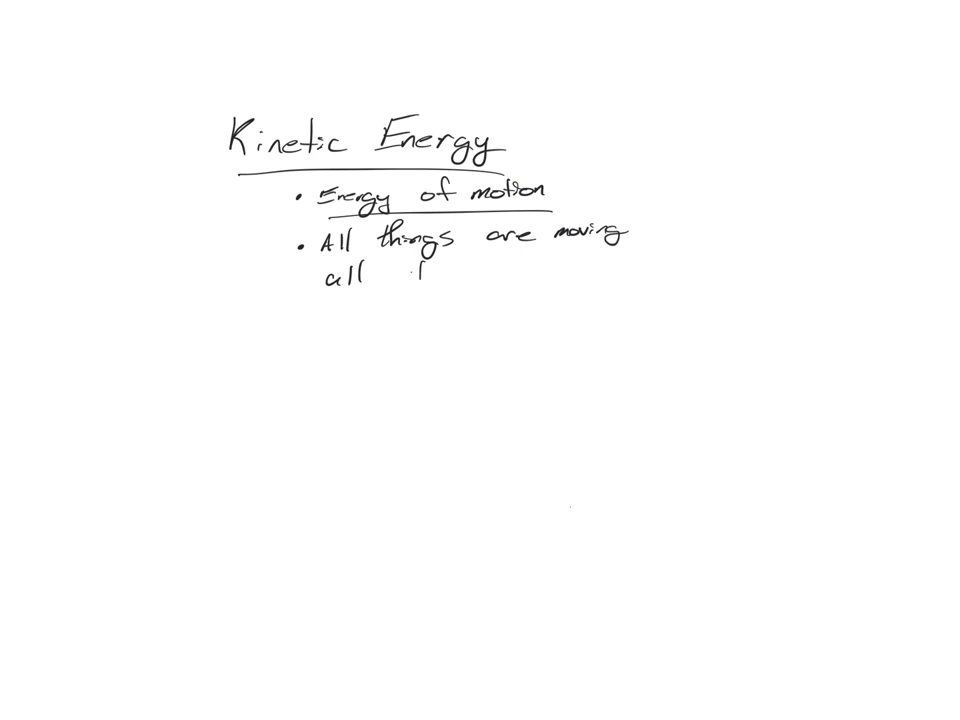 Kinetic Energy
• Energy of motion
• All things are moving
all